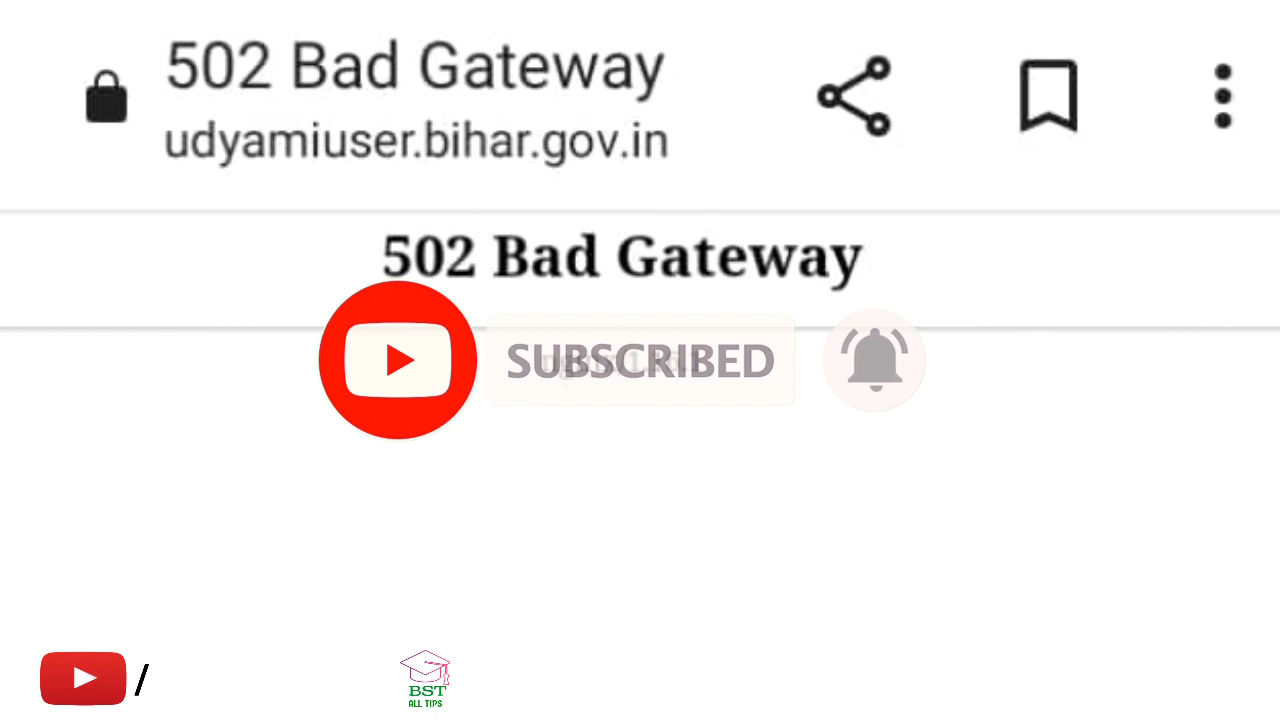 502 Bad Gateway
udyamiuser.bihar.gov.in
502 Bad Gateway
SUBSCRIBED
/
BST
ALL TIPS